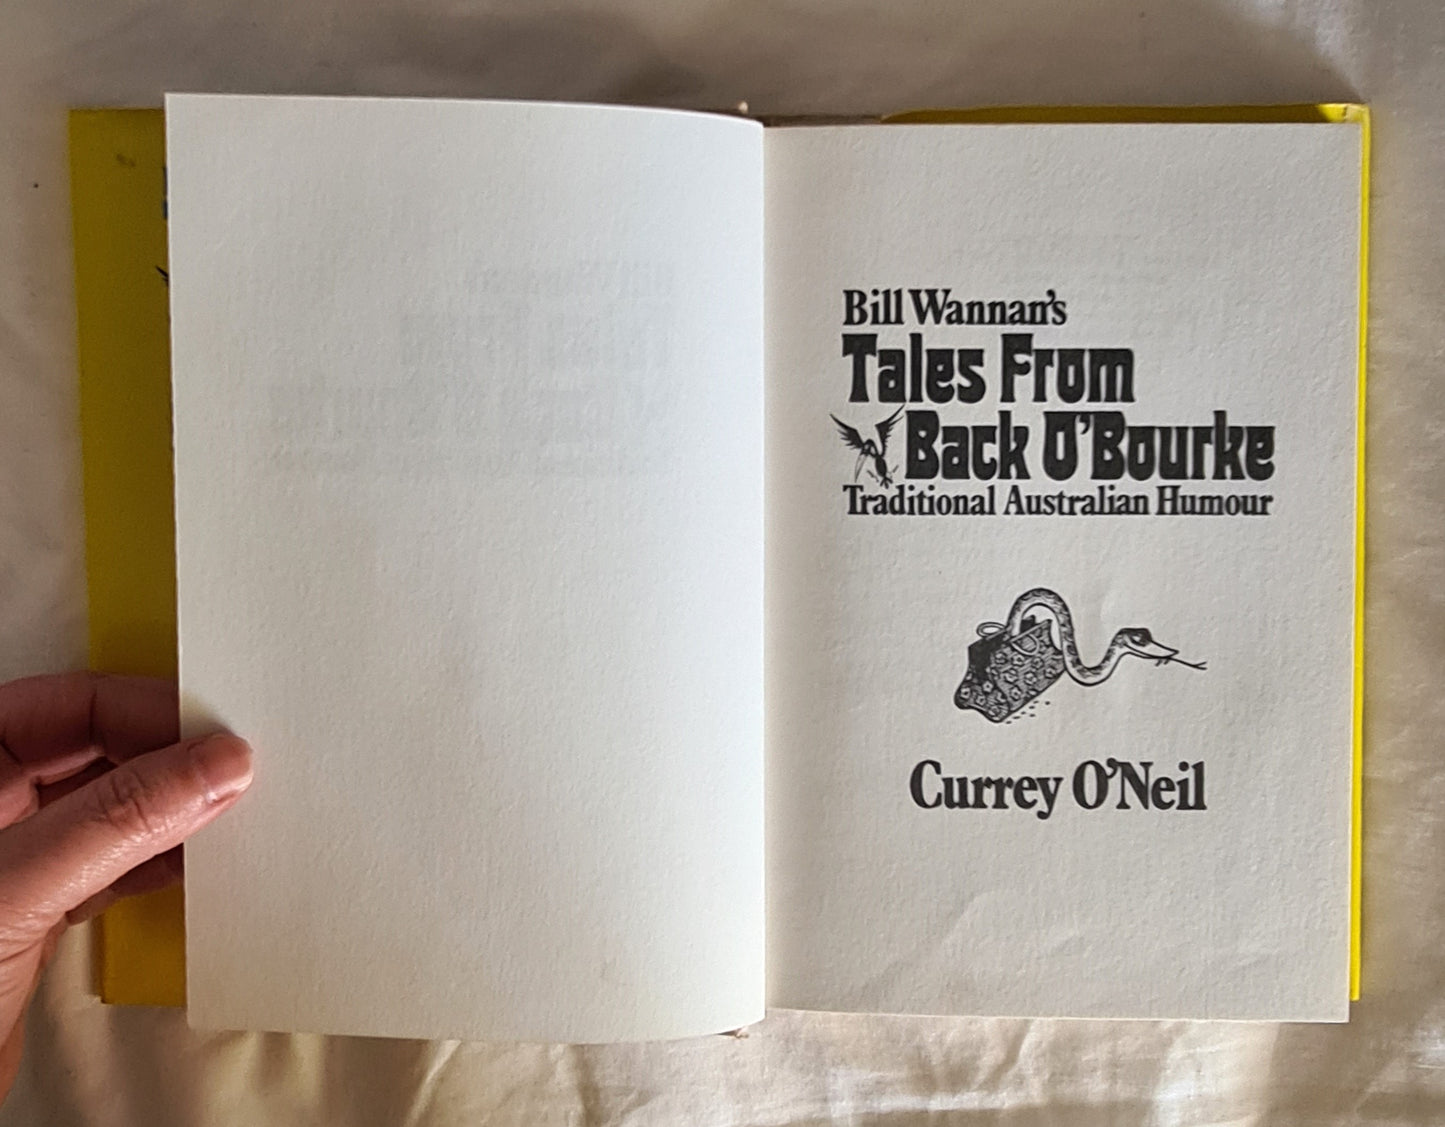 Bill Wannan's
Tales From
Back O'Bourke
Traditional Australian Humour
Currey O'Neil